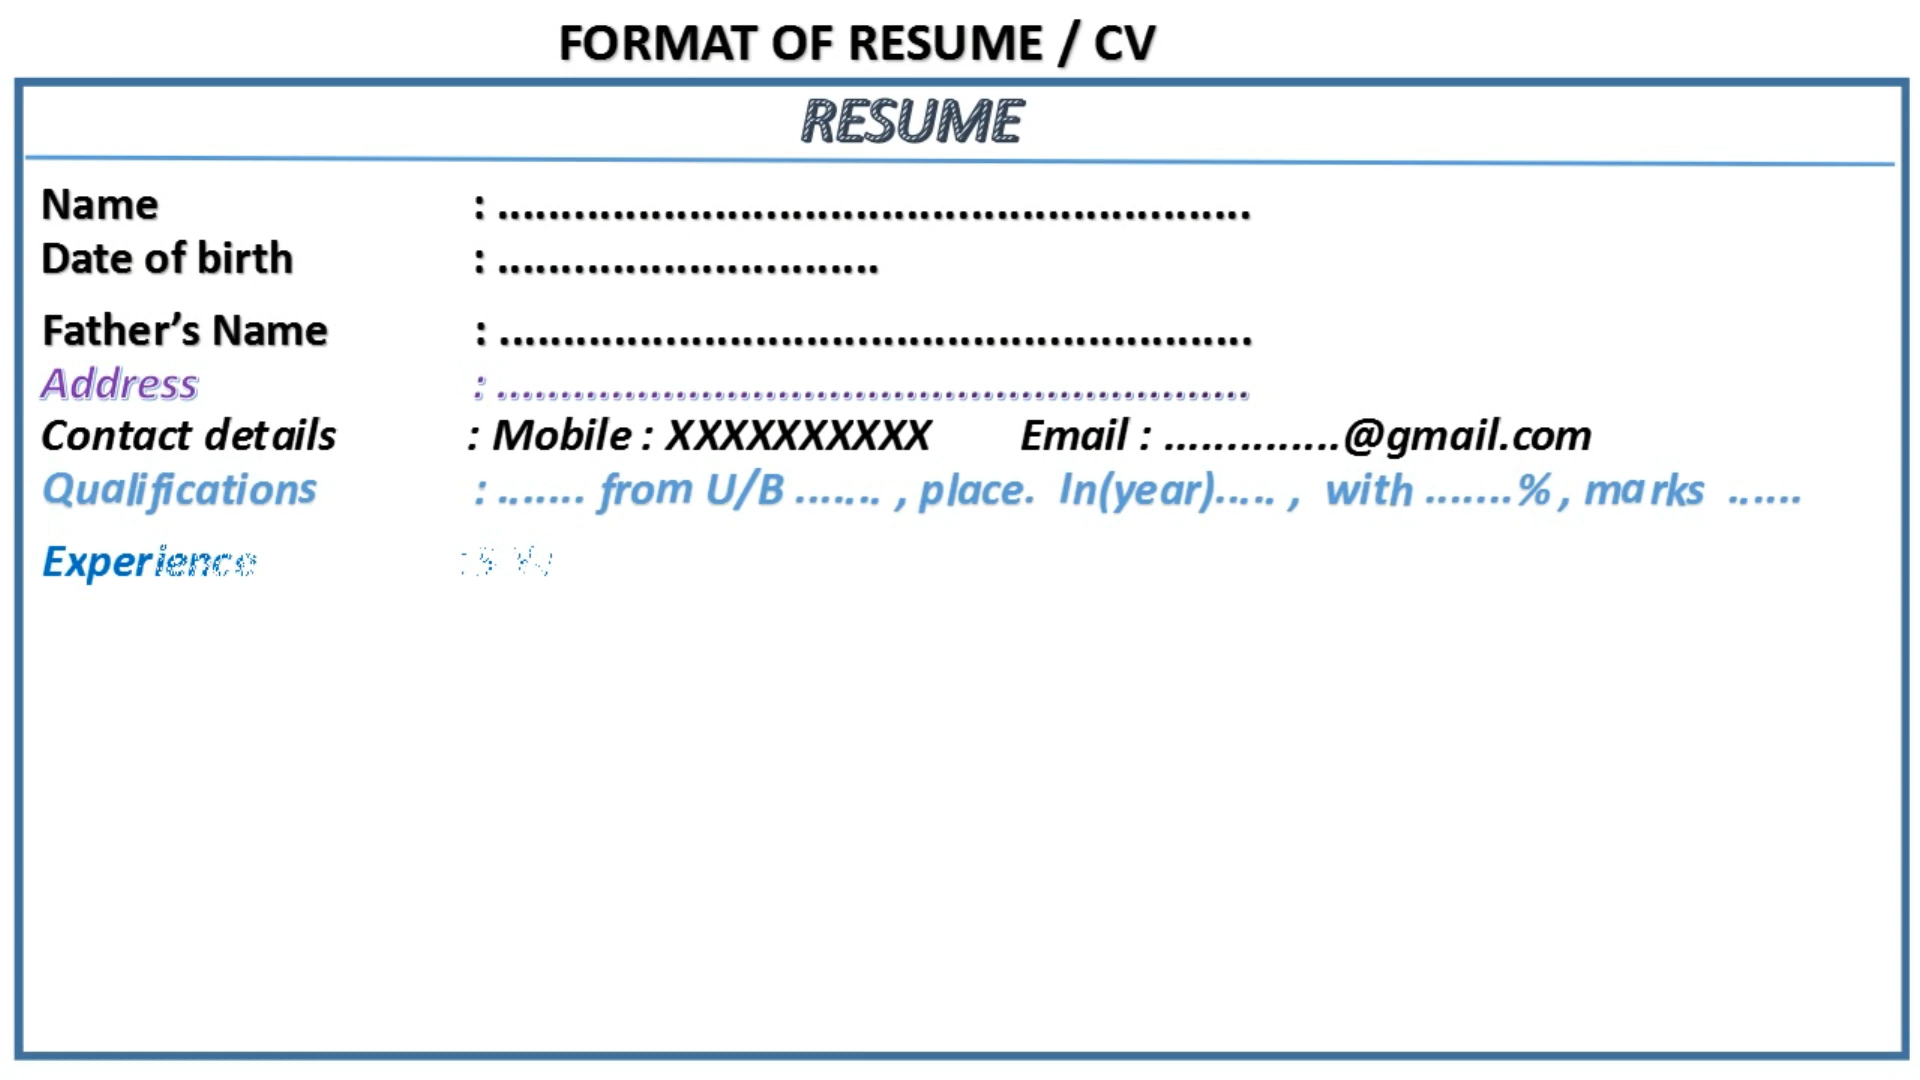 FORMAT OF RESUME / CV
RESUME
Name : ...........................................................
Date of birth : ..............................
Father’s Name : ...........................................................
Address : ...........................................................
Contact details : Mobile : XXXXXXXXXX Email : ..............@gmail.com
Qualifications : ....... from U/B ....... , place. In(year)..... , with .......% , marks ......
Experience :